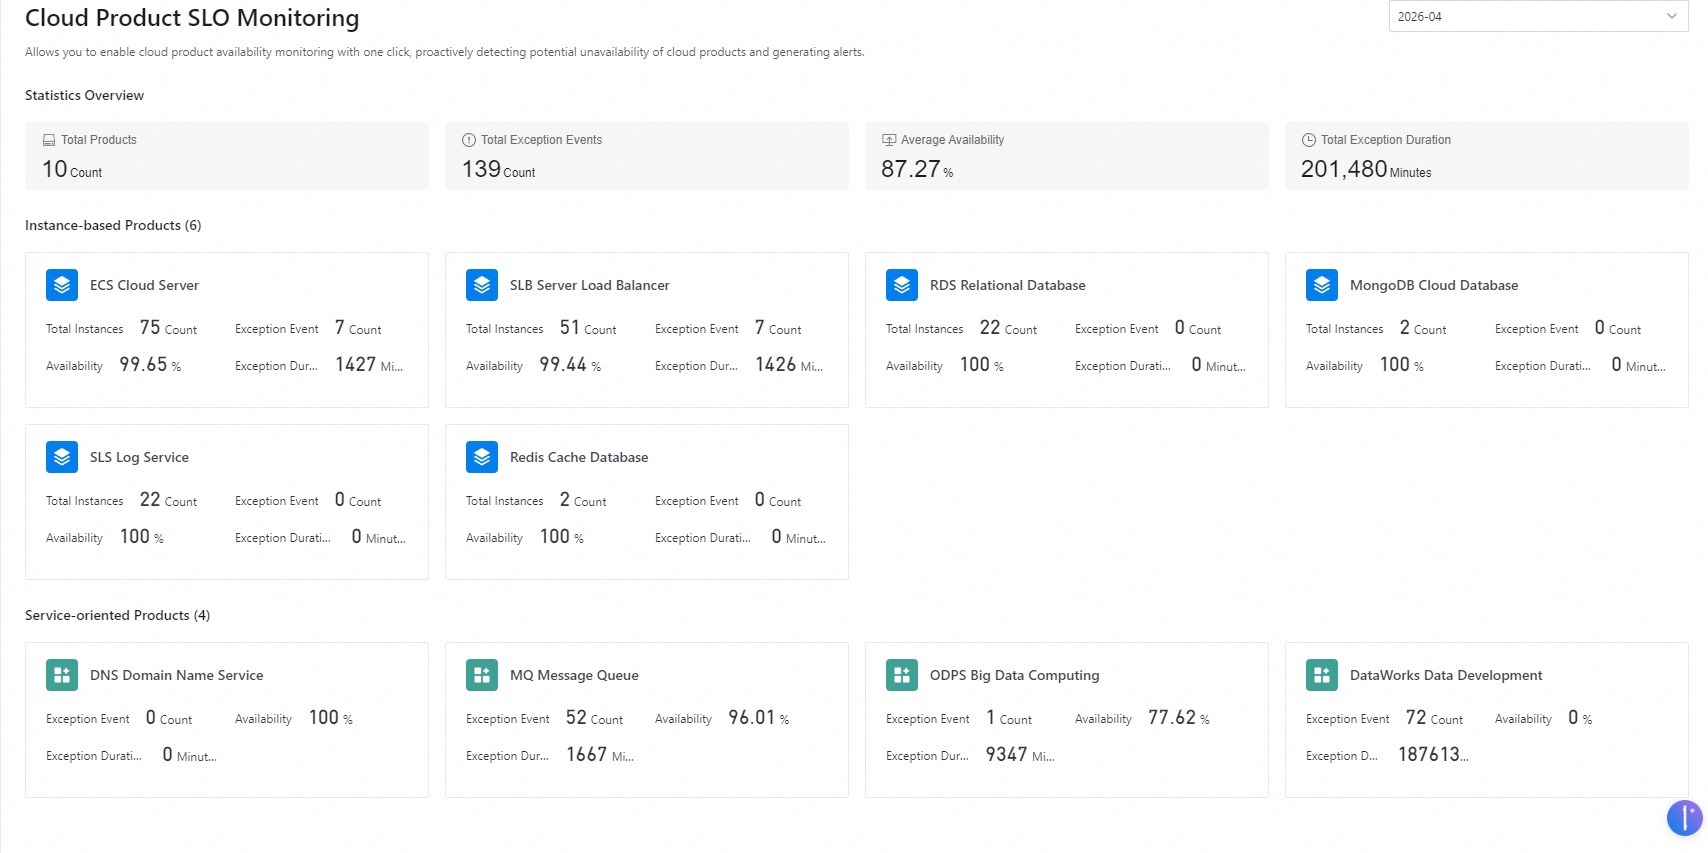 Cloud Product SLO Monitoring
2026-04
Allows you to enable cloud product availability monitoring with one click, proactively detecting potential unavailability of cloud products and generating alerts.
Statistics Overview
Total Products
10 Count
Total Exception Events
139 Count
Average Availability
87.27 %
Total Exception Duration
201,480 Minutes
Instance-based Products (6)
ECS Cloud Server
Total Instances 75 Count Exception Event 7 Count
Availability 99.65 % Exception Dur... 1427 Mi...
SLB Server Load Balancer
Total Instances 51 Count Exception Event 7 Count
Availability 99.44 % Exception Dur... 1426 Mi...
RDS Relational Database
Total Instances 22 Count Exception Event 0 Count
Availability 100 % Exception Durati... 0 Minut...
MongoDB Cloud Database
Total Instances 2 Count Exception Event 0 Count
Availability 100 % Exception Durati... 0 Minut...
SLS Log Service
Total Instances 22 Count Exception Event 0 Count
Availability 100 % Exception Durati... 0 Minut...
Redis Cache Database
Total Instances 2 Count Exception Event 0 Count
Availability 100 % Exception Durati... 0 Minut...
Service-oriented Products (4)
DNS Domain Name Service
Exception Event 0 Count Availability 100 %
Exception Durati... 0 Minut...
MQ Message Queue
Exception Event 52 Count Availability 96.01 %
Exception Dur... 1667 Mi...
ODPS Big Data Computing
Exception Event 1 Count Availability 77.62 %
Exception Dur... 9347 Mi...
DataWorks Data Development
Exception Event 72 Count Availability 0 %
Exception D... 187613...